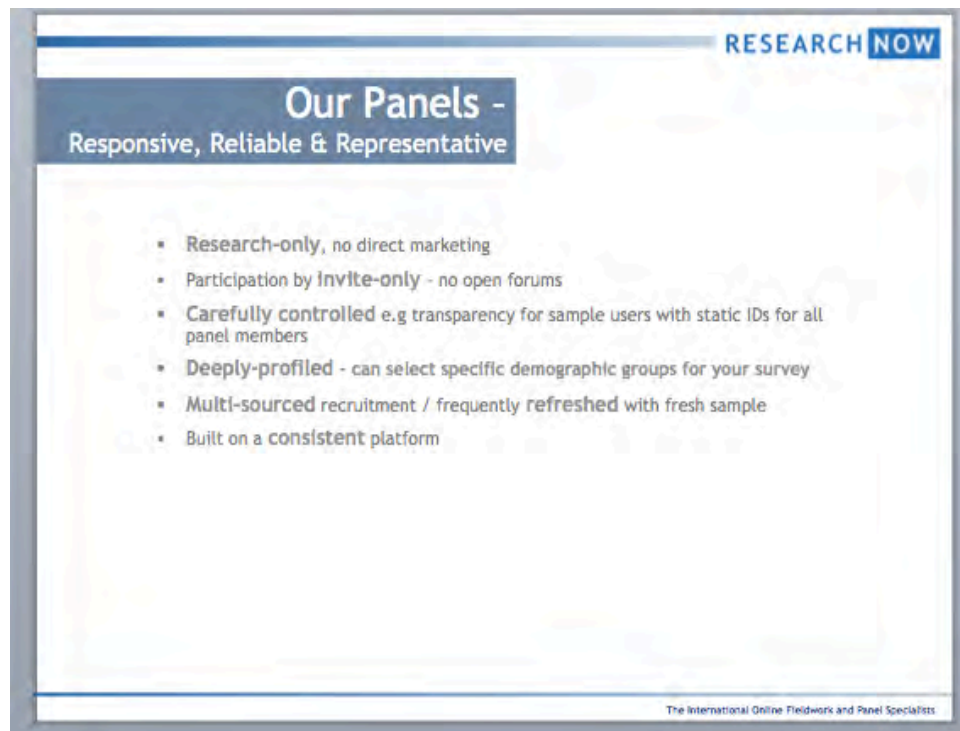 RESEARCH NOW
Our Panels –
Responsive, Reliable & Representative
▪ Research-only, no direct marketing
▪ Participation by invite-only - no open forums
▪ Carefully controlled e.g transparency for sample users with static IDs for all
panel members
▪ Deeply-profiled - can select specific demographic groups for your survey
▪ Multi-sourced recruitment / frequently refreshed with fresh sample
▪ Built on a consistent platform
The International Online Fieldwork and Panel Specialists